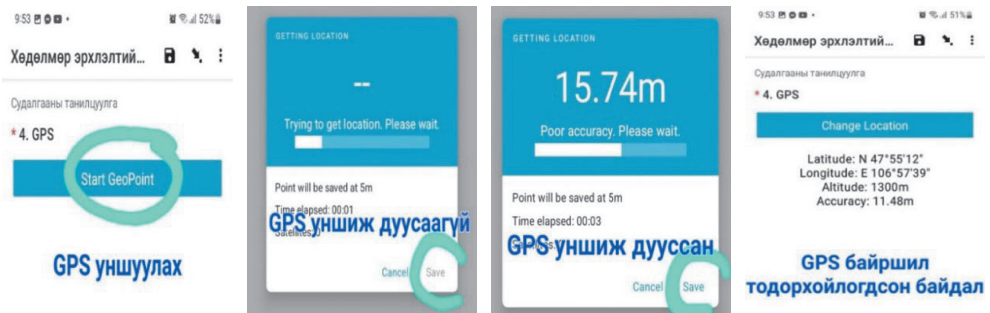 9:53
52%
Хөдөлмөр эрхлэлтий...
Судалгааны танилцуулга
* 4. GPS
Start GeoPoint
GPS уншуулах
GETTING LOCATION
--
Trying to get location. Please wait.
Point will be saved at 5m
Time elapsed: 00:01
Satellites: 0
GPS уншиж дуусаагүй
Cancel
Save
GETTING LOCATION
15.74m
Poor accuracy. Please wait.
Point will be saved at 5m
Time elapsed: 00:03
GPS уншиж дууссан
Cancel
Save
9:53
51%
Хөдөлмөр эрхлэлтий...
Судалгааны танилцуулга
* 4. GPS
Change Location
Latitude: N 47°55'12"
Longitude: E 106°57'39"
Altitude: 1300m
Accuracy: 11.48m
GPS байршил
тодорхойлогдсон байдал